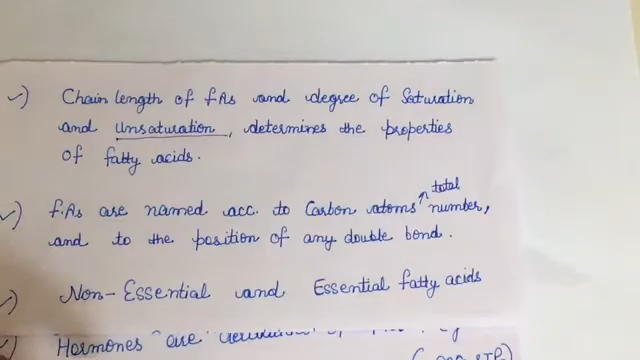 ✓) Chain length of fAs and degree of Saturation
and Unsaturation, determines the properties
of fatty acids.
✓) f.As are named acc. to Carbon atoms ↑ total number,
and to the position of any double bond.
✓) Non-Essential and Essential fatty acids
Hormones are